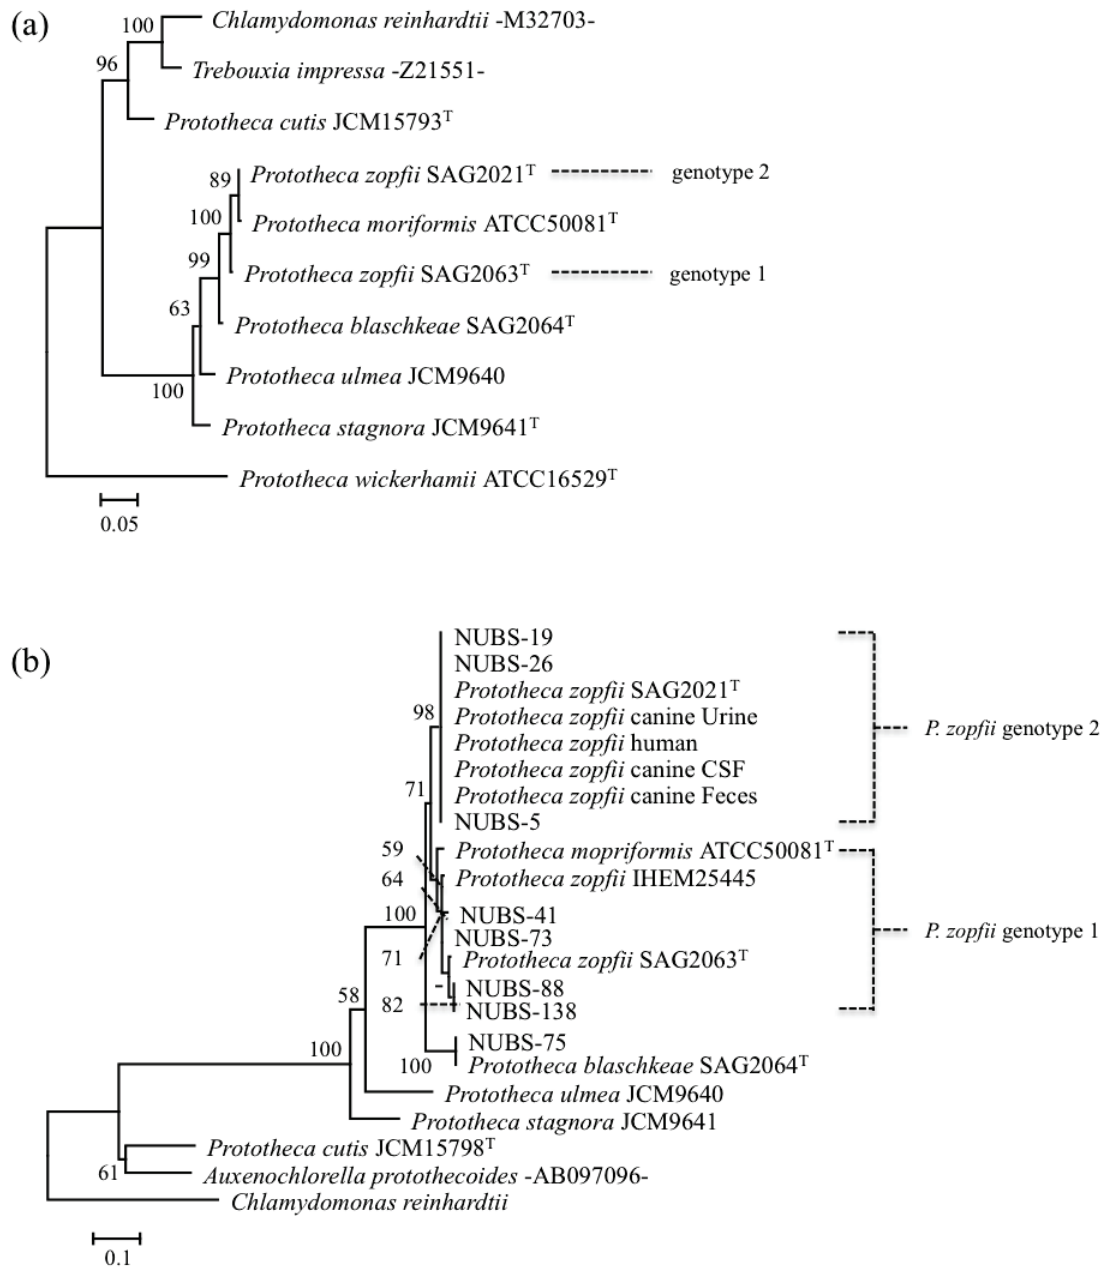 (a)
100
Chlamydomonas reinhardtii -M32703-
96
Trebouxia impressa -Z21551-
Prototheca cutis JCM15793ᵀ
89
Prototheca zopfii SAG2021ᵀ
genotype 2
100
Prototheca moriformis ATCC50081ᵀ
99
Prototheca zopfii SAG2063ᵀ
genotype 1
63
Prototheca blaschkeae SAG2064ᵀ
Prototheca ulmea JCM9640
100
Prototheca stagnora JCM9641ᵀ
Prototheca wickerhamii ATCC16529ᵀ
0.05
(b)
NUBS-19
NUBS-26
Prototheca zopfii SAG2021ᵀ
98
Prototheca zopfii canine Urine
P. zopfii genotype 2
Prototheca zopfii human
Prototheca zopfii canine CSF
71
Prototheca zopfii canine Feces
NUBS-5
59
Prototheca mopriformis ATCC50081ᵀ
64
Prototheca zopfii IHEM25445
100
NUBS-41
P. zopfii genotype 1
NUBS-73
71
Prototheca zopfii SAG2063ᵀ
58
NUBS-88
82
NUBS-138
100
NUBS-75
100
Prototheca blaschkeae SAG2064ᵀ
Prototheca ulmea JCM9640
Prototheca stagnora JCM9641
Prototheca cutis JCM15798ᵀ
61
Auxenochlorella protothecoides -AB097096-
Chlamydomonas reinhardtii
0.1